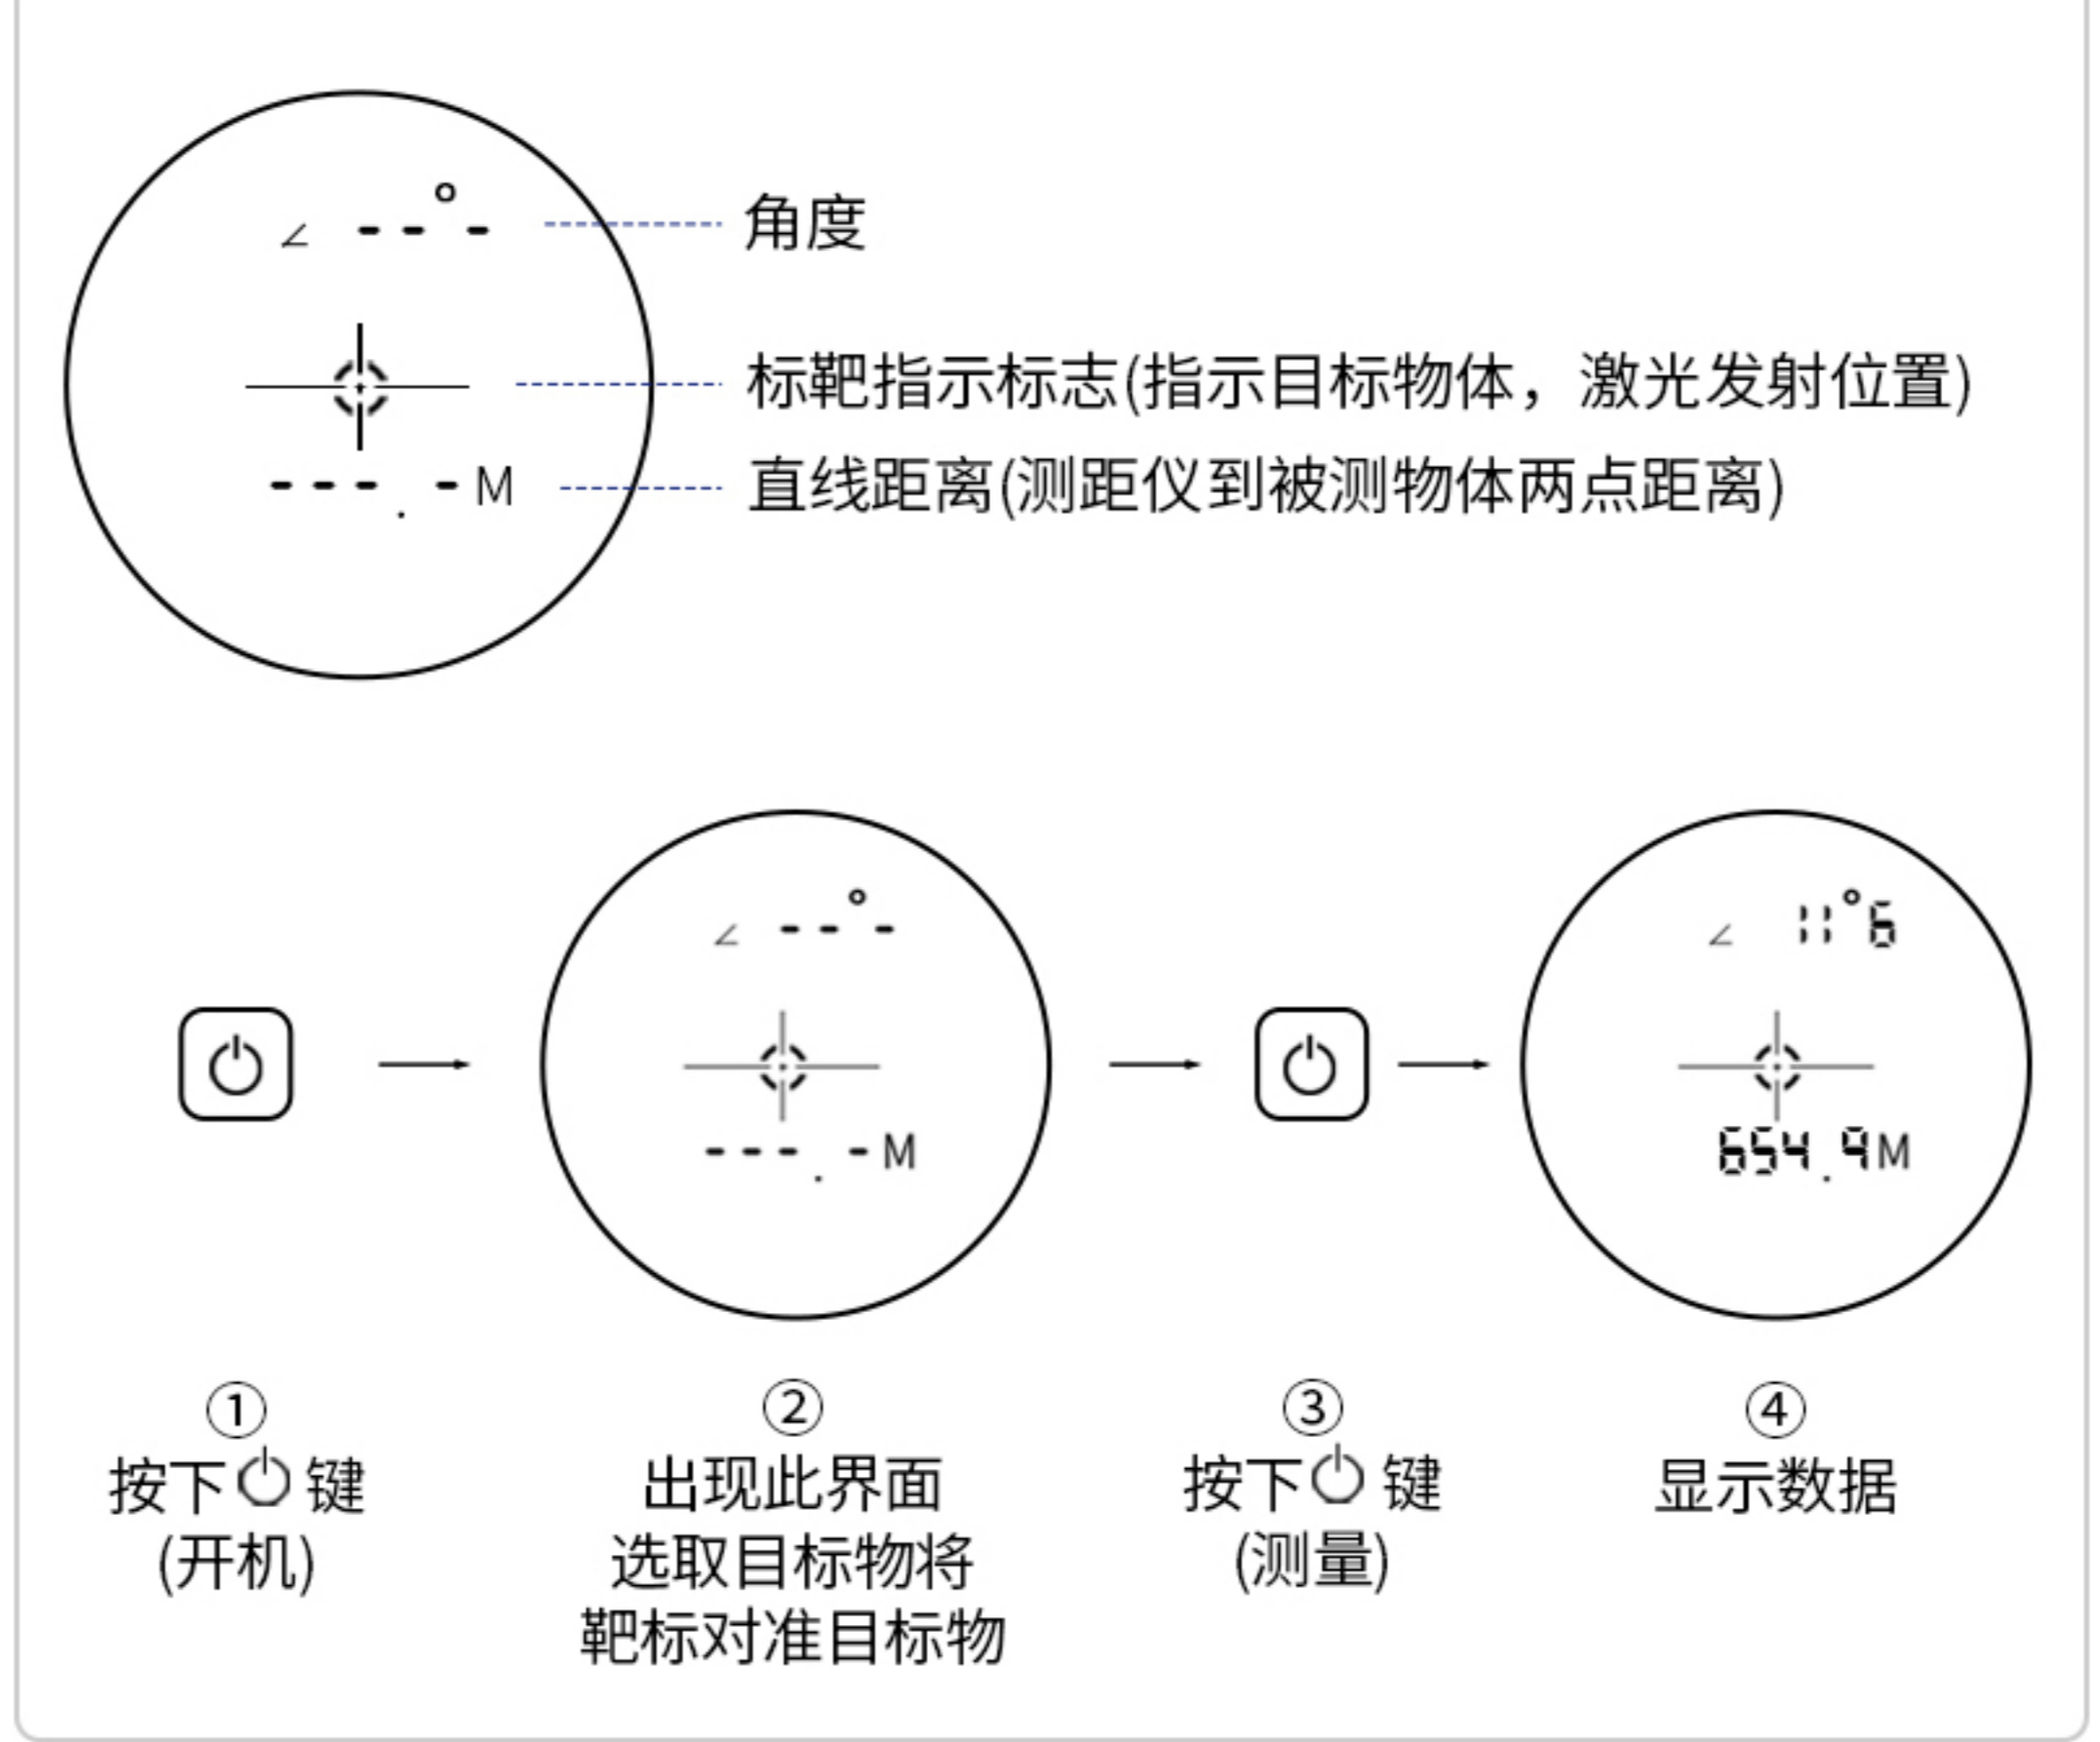 ∠ --°-
角度
标靶指示标志(指示目标物体，激光发射位置)
---.-M
直线距离(测距仪到被测物体两点距离)
∠ --°-
---.-M
∠ 11°6
654.9M
①
按下⏻键
(开机)
②
出现此界面
选取目标物将
靶标对准目标物
③
按下⏻键
(测量)
④
显示数据